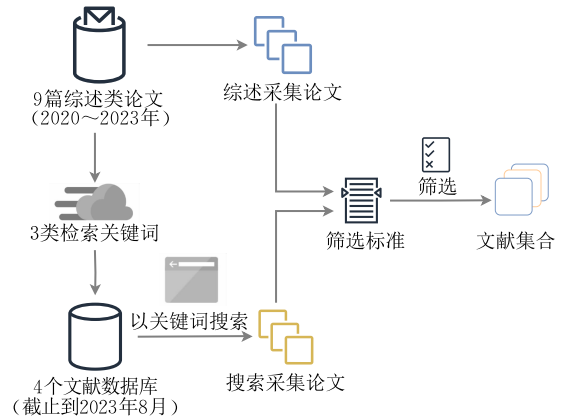 9篇综述类论文
（2020～2023年）
综述采集论文
3类检索关键词
筛选
筛选标准
文献集合
以关键词搜索
4个文献数据库
（截止到2023年8月）
搜索采集论文